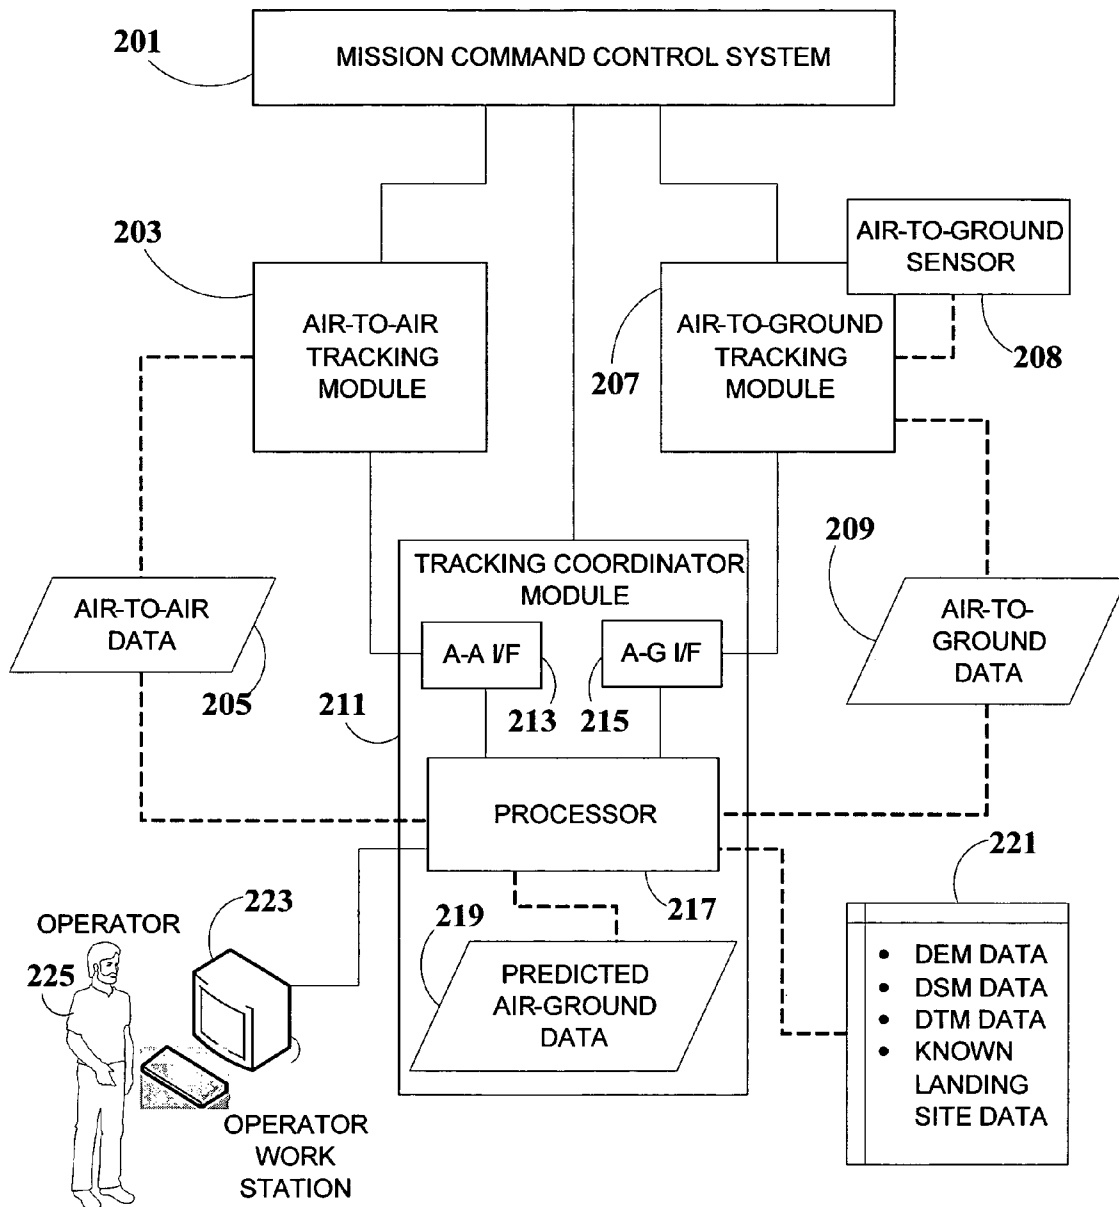 201
MISSION COMMAND CONTROL SYSTEM
203
AIR-TO-AIR
TRACKING
MODULE
207
AIR-TO-GROUND
TRACKING
MODULE
AIR-TO-GROUND
SENSOR
208
AIR-TO-AIR
DATA
205
209
AIR-TO-
GROUND
DATA
211
TRACKING COORDINATOR
MODULE
A-A I/F
213
A-G I/F
215
PROCESSOR
217
219
PREDICTED
AIR-GROUND
DATA
221
• DEM DATA
• DSM DATA
• DTM DATA
• KNOWN
LANDING
SITE DATA
OPERATOR
225
223
OPERATOR
WORK
STATION